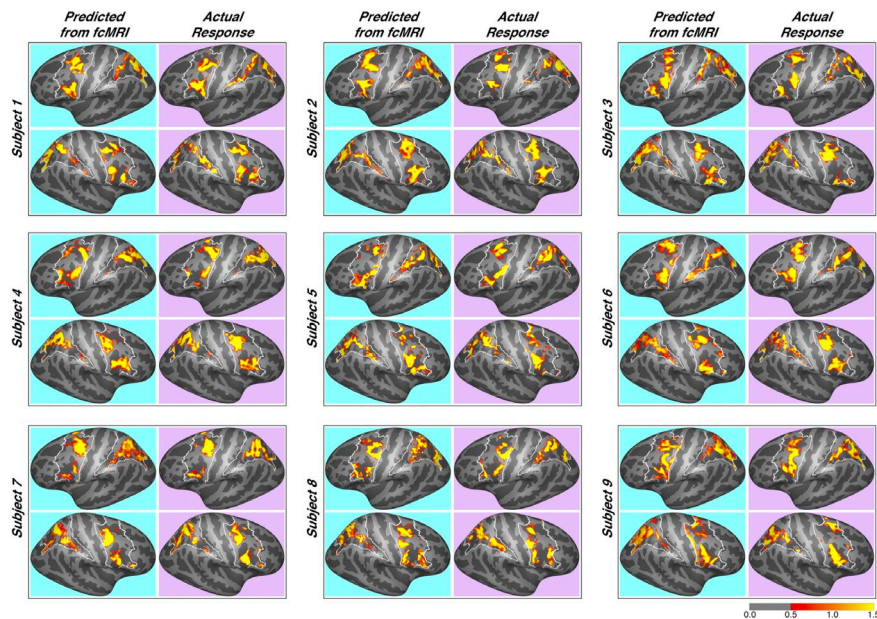 Predicted
from fcMRI
Actual
Response
Predicted
from fcMRI
Actual
Response
Predicted
from fcMRI
Actual
Response
Subject 1
Subject 2
Subject 3
Subject 4
Subject 5
Subject 6
Subject 7
Subject 8
Subject 9
0.0 0.5 1.0 1.5